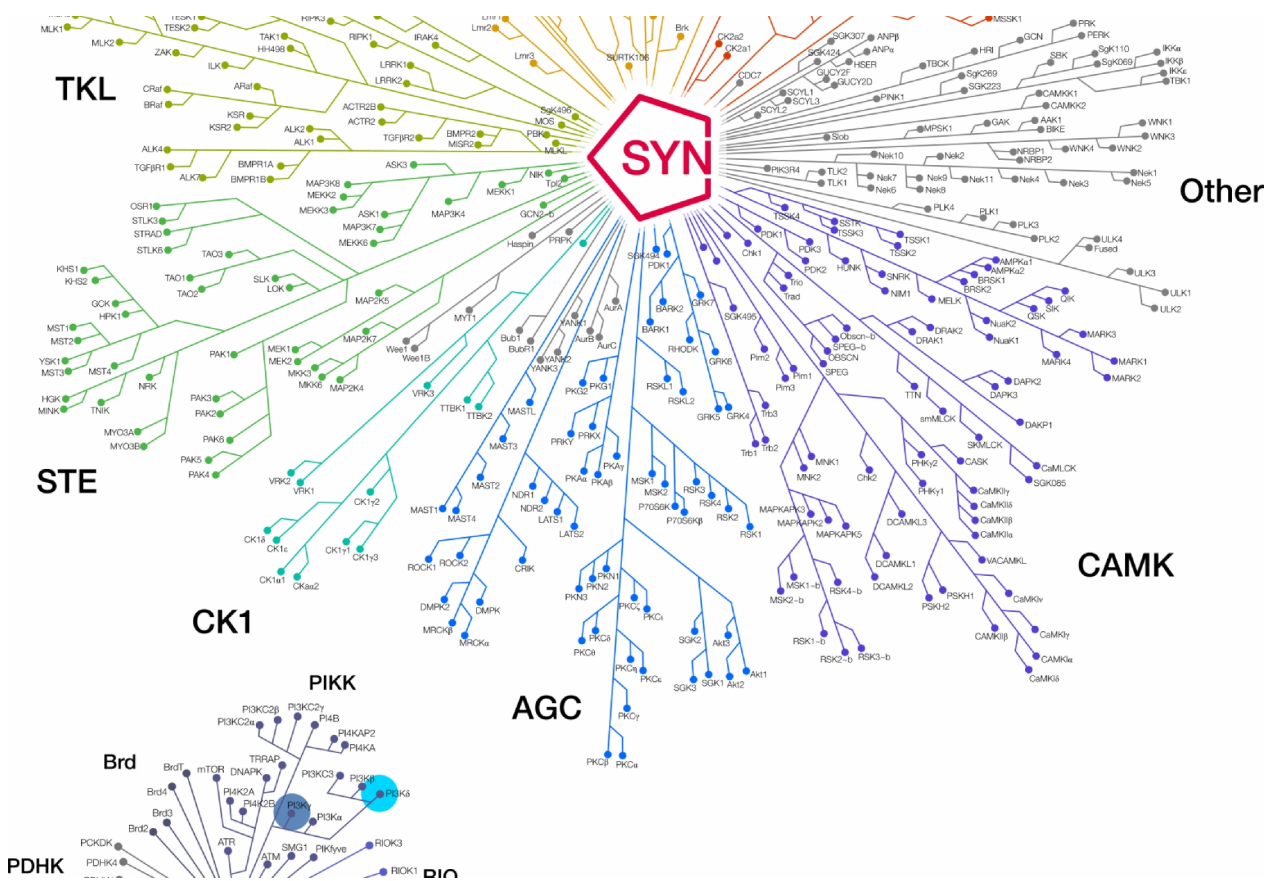 MLK1
TESK1
TESK2
RIPK3
Lmr1
Lmr2
Brk
MSSK1
PRK
GCN
PERK
MLK2
TAK1
HH498
RIPK1
IRAK4
Lmr3
SURTK106
CK2a2
CK2a1
SGK307
ANPβ
ANPα
SGK424
HSER
HRI
SBK
SgK110
SgK069
IKKα
IKKβ
IKKε
TBK1
ZAK
ILK
LRRK1
LRRK2
CDC7
GUCY2F
GUCY2D
TBCK
SgK269
SGK223
TKL
CRaf
BRaf
ARaf
KSR
KSR2
ACTR2B
ACTR2
SgK496
MOS
PBK
MLKL
SCYL1
SCYL3
SCYL2
PINK1
CAMKK1
CAMKK2
ALK2
ALK1
TGFβR2
BMPR2
MISR2
SYN
Slob
MPSK1
GAK
AAK1
BIKE
WNK1
WNK3
ALK4
TGFβR1
ALK7
BMPR1A
BMPR1B
ASK3
NIK
Tpl2
Nek10
Nek2
NRBP1
NRBP2
WNK4
WNK2
PIK3R4
TLK2
TLK1
Nek7
Nek6
Nek9
Nek8
Nek11
Nek4
Nek3
Nek1
Nek5
Other
MAP3K8
MEKK2
MEKK3
MEKK1
OSR1
STLK3
STRAD
STLK6
ASK1
MAP3K7
MEKK6
MAP3K4
GCN2~b
TSSK4
SSTK
TSSK3
TSSK1
TSSK2
PLK4
PLK1
PLK3
PLK2
ULK4
Fused
Haspin
PRPK
SGK494
PDK1
Chk1
PDK1
PDK3
PDK2
HUNK
TAO3
TAO1
TAO2
SLK
LOK
KHS1
KHS2
Trio
Trad
SNRK
NIM1
AMPKα1
AMPKα2
BRSK1
BRSK2
ULK3
ULK1
ULK2
GCK
HPK1
MAP2K5
MYT1
AurA
YANK1
BARK2
GRK7
SGK495
MELK
QIK
SIK
QSK
MST1
MST2
YSK1
MST3
MST4
PAK1
MAP2K7
MEK1
MEK2
MKK3
MKK6
MAP2K4
Wee1
Wee1B
Bub1
BubR1
AurB
AurC
YANK2
YANK3
BARK1
RHODK
GRK6
Pim2
Pim1
Pim3
Obscn~b
SPEG~b
OBSCN
SPEG
DRAK2
DRAK1
NuaK2
NuaK1
MARK3
MARK4
MARK1
MARK2
NRK
HGK
MINK
TNIK
VRK3
TTBK1
TTBK2
MASTL
PKG2
PKG1
RSKL1
RSKL2
GRK5
GRK4
Trb3
Trb1
Trb2
TTN
smMLCK
DAPK2
DAPK3
DAKP1
PAK3
PAK2
MYO3A
MYO3B
PAK6
PAK5
PAK4
MAST3
PRKY
PRKX
SKMLCK
CaMLCK
SGK085
STE
VRK2
VRK1
MAST2
PKAγ
PKAα
PKAβ
MSK1
MSK2
RSK3
RSK4
MNK1
MNK2
Chk2
PHKγ2
PHKγ1
CASK
CK1γ2
MAST1
MAST4
NDR1
NDR2
LATS1
LATS2
P70S6K
P70S6Kβ
RSK2
RSK1
MAPKAPK3
MAPKAPK2
MAPKAPK5
DCAMKL3
CaMKIIγ
CaMKIIδ
CaMKIIβ
CaMKIIα
CK1δ
CK1ε
CK1γ1
CK1γ3
CK1α1
CKaα2
ROCK1
ROCK2
CRIK
PKN1
PKN2
PKN3
MSK1~b
MSK2~b
RSK4~b
DCAMKL1
DCAMKL2
PSKH1
PSKH2
VACAMKL
CAMK
CK1
DMPK2
DMPK
MRCKβ
MRCKα
PKCζ
PKCι
PKCδ
PKCθ
SGK2
Akt3
RSK1~b
RSK2~b
RSK3~b
CaMKIv
CAMKIIβ
CaMKIγ
CAMKIα
CaMKIδ
PKCη
PKCε
SGK3
SGK1
Akt2
Akt1
AGC
PKCγ
PKCβ
PKCα
PIKK
PI3KC2β
PI3KC2γ
PI3KC2α
PI4B
PI4KAP2
PI4KA
Brd
BrdT
mTOR
TRRAP
DNAPK
PI3KC3
PI3Kβ
PI3Kδ
Brd4
PI4K2A
PI4K2B
PI3Kγ
PI3Kα
Brd3
Brd2
PCKDK
PDHK4
PDHK
ATR
ATM
SMG1
PIKfyve
RIOK3
RIOK1
RIO